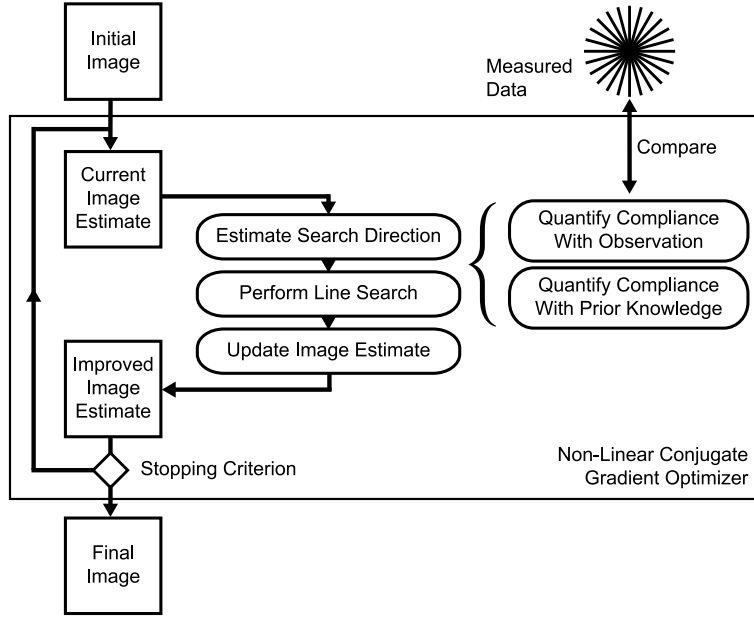 Initial
Image
Measured
Data
Compare
Current
Image
Estimate
Estimate Search Direction
Perform Line Search
Update Image Estimate
Quantify Compliance
With Observation
Quantify Compliance
With Prior Knowledge
Improved
Image
Estimate
Stopping Criterion
Non-Linear Conjugate
Gradient Optimizer
Final
Image